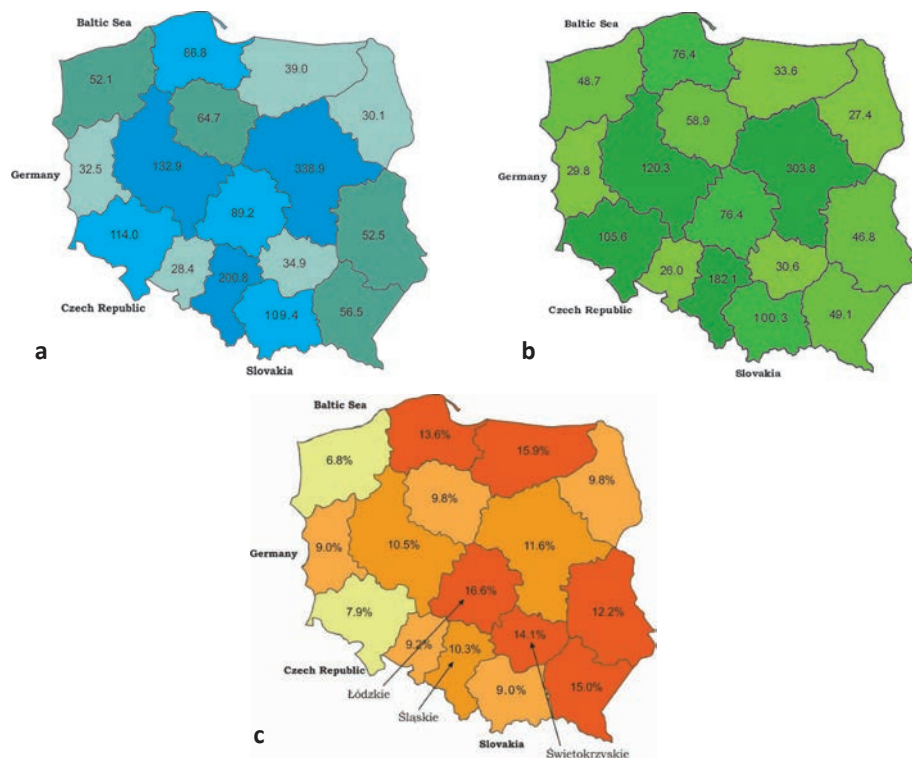 Baltic Sea
86.8
39.0
52.1
30.1
64.7
132.9
338.9
32.5
Germany
89.2
114.0
52.5
28.4
200.8
34.9
Czech Republic
109.4
56.5
a
Slovakia
Baltic Sea
76.4
33.6
48.7
27.4
58.9
120.3
303.8
29.8
Germany
76.4
105.6
46.8
26.0
182.1
30.6
Czech Republic
100.3
49.1
b
Slovakia
Baltic Sea
13.6%
15.9%
6.8%
9.8%
9.8%
10.5%
11.6%
9.0%
Germany
16.6%
7.9%
12.2%
14.1%
9.2%
10.3%
Czech Republic
9.0%
15.0%
Łódzkie
Śląskie
c
Slovakia
Świetokrzyskie